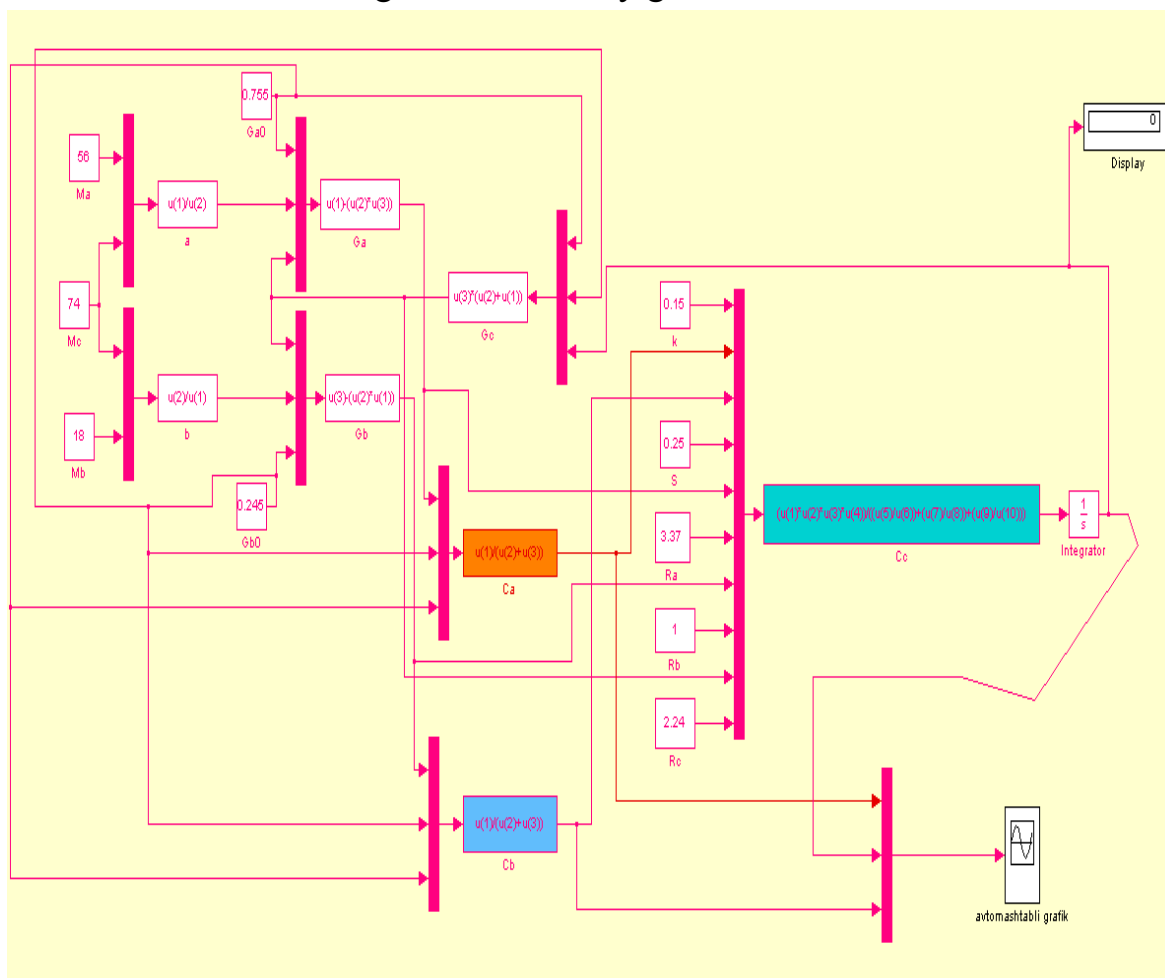 0.755
Ga0
0
Display
56
Ma
u(1)/u(2)
a
u(1)-(u(2)*u(3))
Ga
74
Mc
u(3)*(u(2)+u(1))
Gc
0.15
k
u(2)/u(1)
b
u(3)-(u(2)*u(1))
Gb
18
Mb
0.25
S
0.245
Gb0
(u(1)*u(2)*u(3)*u(4))/((u(5)/u(6))+(u(7)/u(8))+(u(9)/u(10)))
Cc
1
s
Integrator
u(1)/(u(2)+u(3))
Ca
3.37
Ra
1
Rb
2.24
Rc
u(1)/(u(2)+u(3))
Cb
avtomashtabli grafik